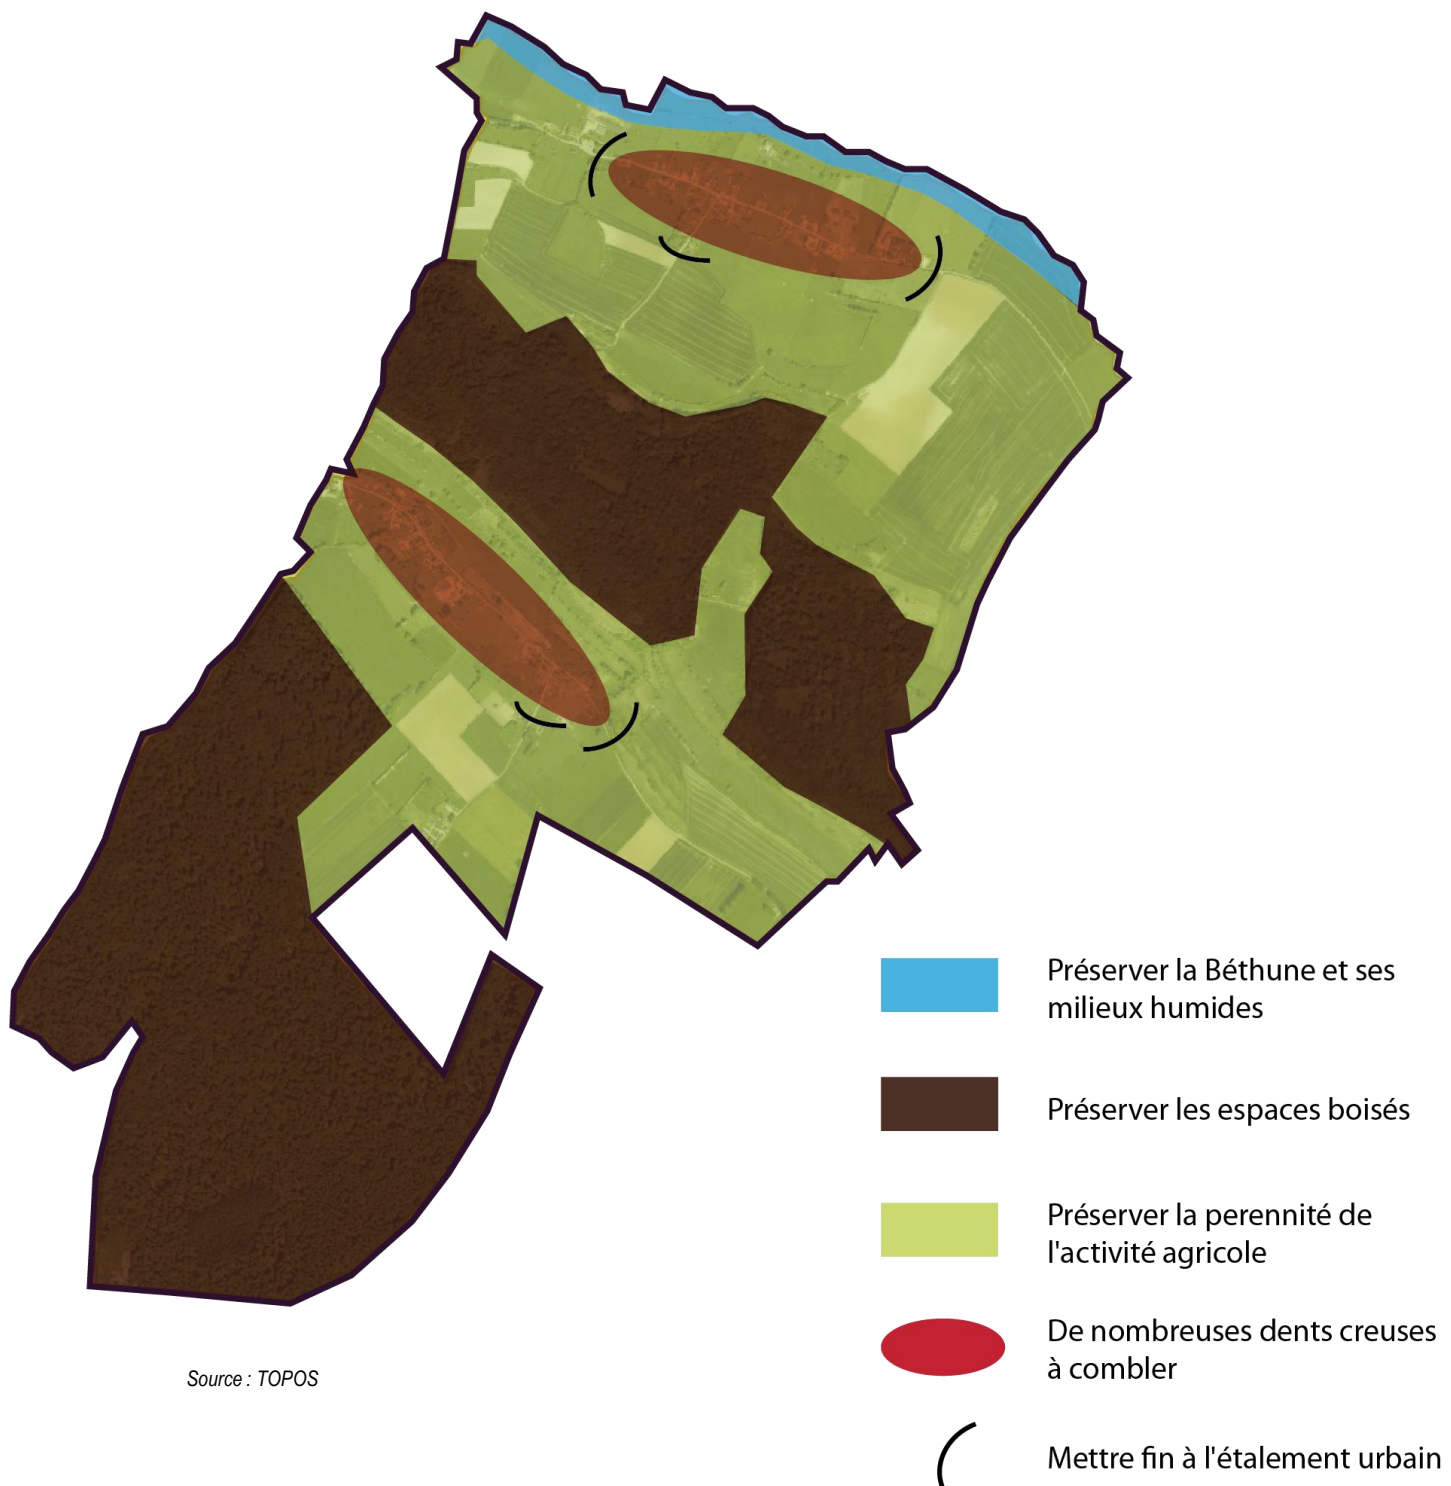 Préserver la Béthune et ses
milieux humides
Préserver les espaces boisés
Préserver la perennité de
l'activité agricole
De nombreuses dents creuses
à combler
Mettre fin à l'étalement urbain
Source : TOPOS